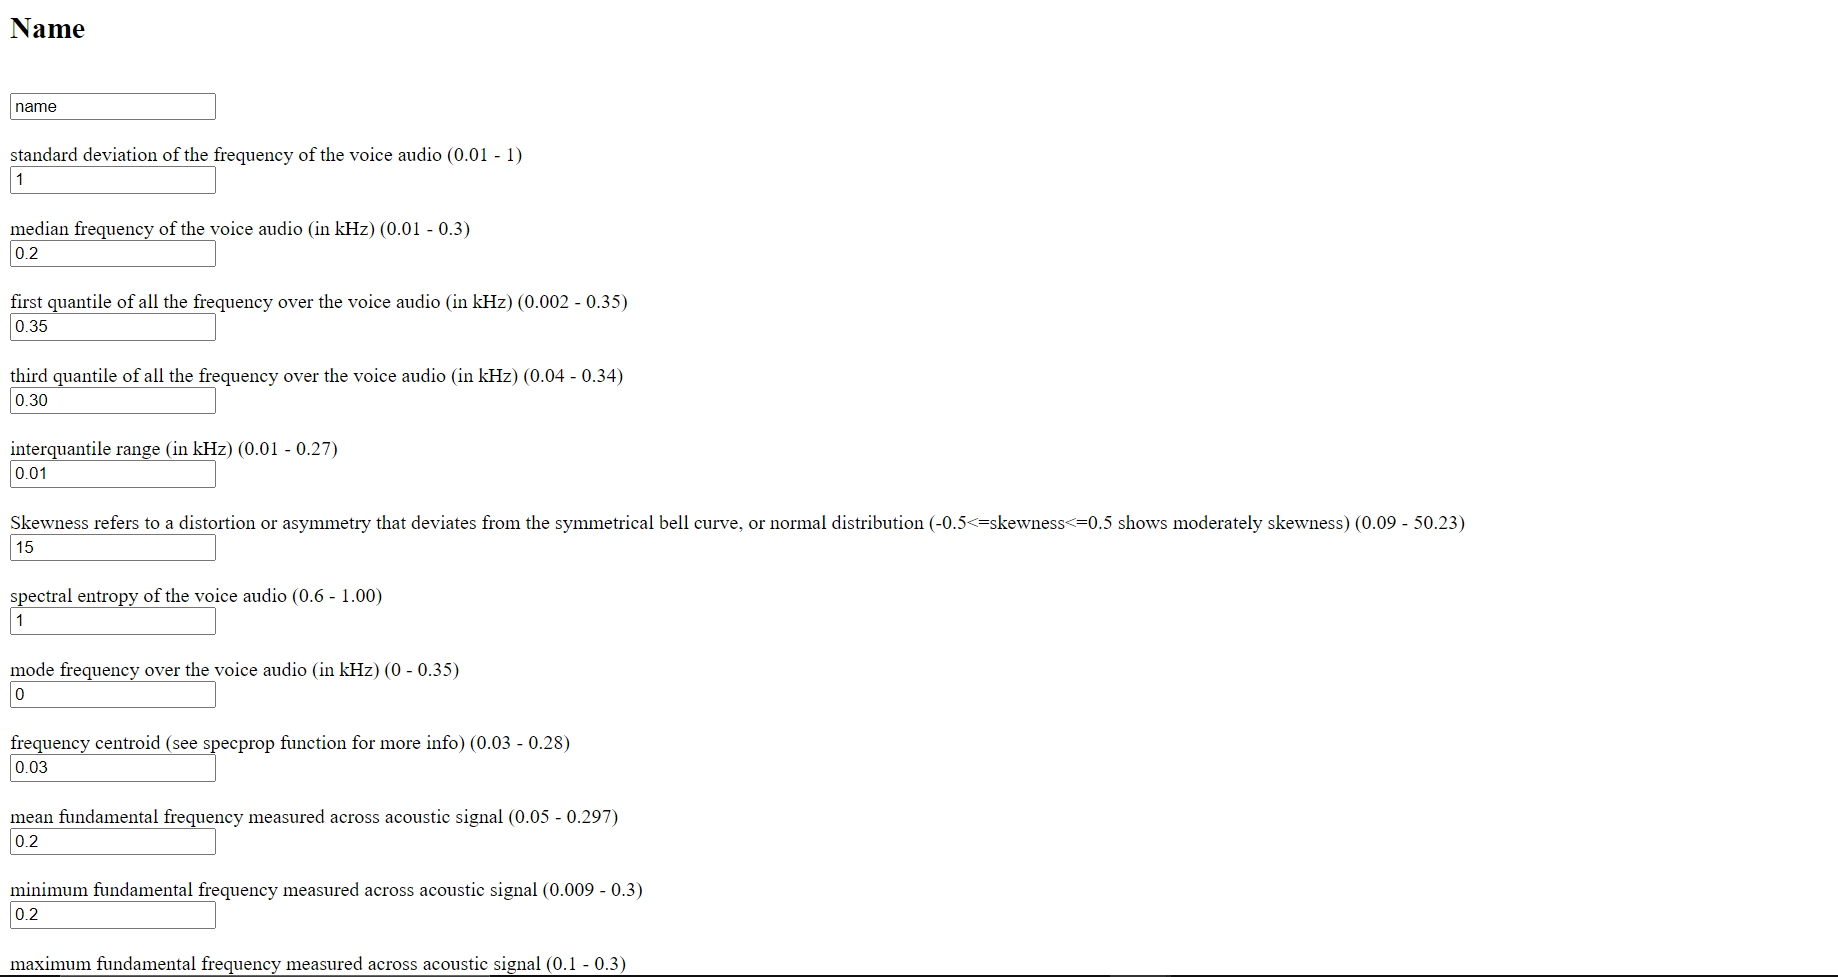 Name
name
standard deviation of the frequency of the voice audio (0.01 - 1)
1
median frequency of the voice audio (in kHz) (0.01 - 0.3)
0.2
first quantile of all the frequency over the voice audio (in kHz) (0.002 - 0.35)
0.35
third quantile of all the frequency over the voice audio (in kHz) (0.04 - 0.34)
0.30
interquantile range (in kHz) (0.01 - 0.27)
0.01
Skewness refers to a distortion or asymmetry that deviates from the symmetrical bell curve, or normal distribution (-0.5<=skewness<=0.5 shows moderately skewness) (0.09 - 50.23)
15
spectral entropy of the voice audio (0.6 - 1.00)
1
mode frequency over the voice audio (in kHz) (0 - 0.35)
0
frequency centroid (see specprop function for more info) (0.03 - 0.28)
0.03
mean fundamental frequency measured across acoustic signal (0.05 - 0.297)
0.2
minimum fundamental frequency measured across acoustic signal (0.009 - 0.3)
0.2
maximum fundamental frequency measured across acoustic signal (0.1 - 0.3)